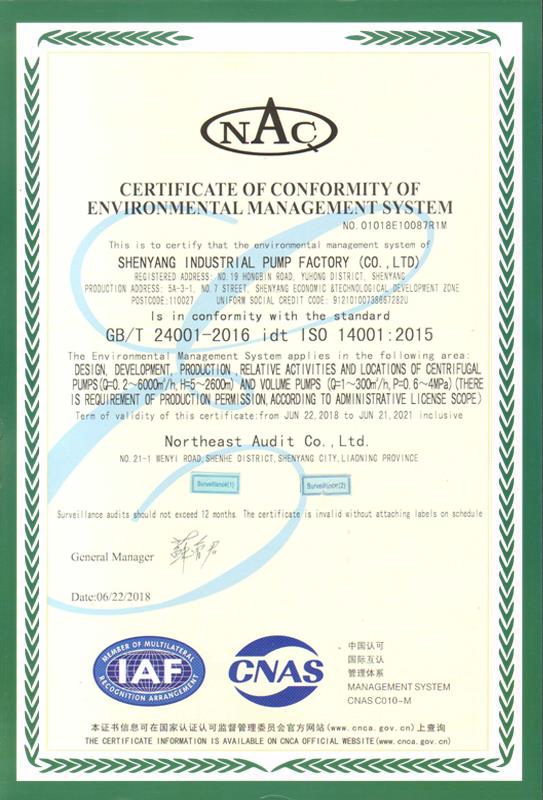 NAC
CERTIFICATE OF CONFORMITY OF
ENVIRONMENTAL MANAGEMENT SYSTEM
NO. 01018E10087R1M
This is to certify that the environmental management system of
SHENYANG INDUSTRIAL PUMP FACTORY (CO.,LTD)
REGISTERED ADDRESS: NO.19 HONGBIN ROAD, YUHONG DISTRICT, SHENYANG
PRODUCTION ADDRESS: 5A-3-1, NO.7 STREET, SHENYANG ECONOMIC &TECHNOLOGICAL DEVELOPMENT ZONE
POSTCODE:110027 UNIFORM SOCIAL CREDIT CODE: 91210100738667282U
Is in conformity with the standard
GB/T 24001-2016 idt ISO 14001:2015
The Environmental Management System applies in the following area:
DESIGN, DEVELOPMENT, PRODUCTION ,RELATIVE ACTIVITIES AND LOCATIONS OF CENTRIFUGAL
PUMPS(Q=0.2~6000m³/h,H=5~2600m) AND VOLUME PUMPS (Q=1~300m³/h,P=0.6~4MPa)(THERE
IS REQUIREMENT OF PRODUCTION PERMISSION,ACCORDING TO ADMINISTRATIVE LICENSE SCOPE)
Term of validity of this certificate:from JUN 22, 2018 to JUN 21, 2021 inclusive
Northeast Audit Co.,Ltd.
NO. 21-1 WENYI ROAD,SHENHE DISTRICT,SHENYANG CITY,LIAONING PROVINCE
Surveillance(1) Surveillance(2)
Surveillance audits should not exceed 12 months. The certificate is invalid without attaching labels on schedule
General Manager
Date:06/22/2018
MEMBER OF MULTILATERAL
IAF
RECOGNITION ARRANGEMENT
CNAS
中国认可
国际互认
管理体系
MANAGEMENT SYSTEM
CNAS C010-M
本证书信息可在国家认证认可监督管理委员会官方网站(www.cnca.gov.cn)上查询
THE CERTIFICATE INFORMATION IS AVAILABLE ON CNCA OFFICIAL WEBSITE(www.cnca.gov.cn)